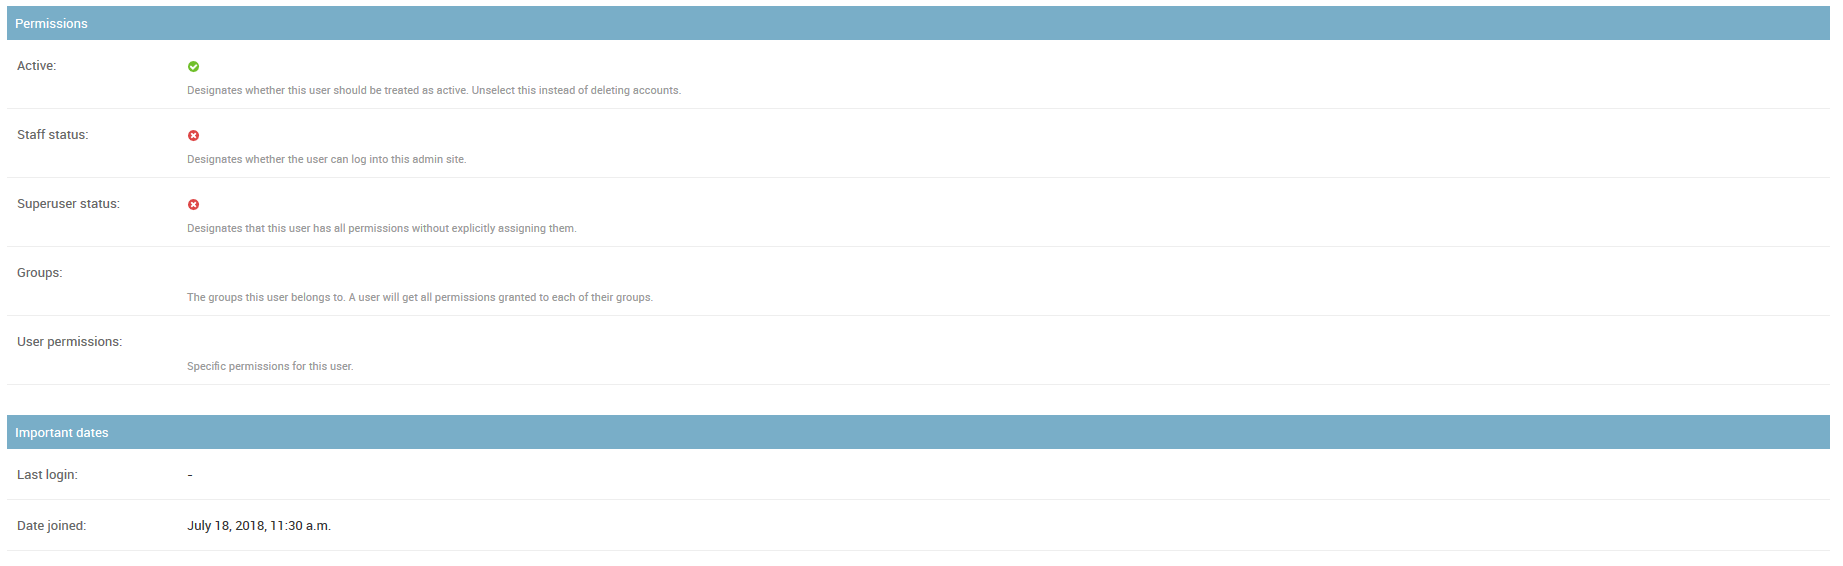 Permissions
Active:
Designates whether this user should be treated as active. Unselect this instead of deleting accounts.
Staff status:
Designates whether the user can log into this admin site.
Superuser status:
Designates that this user has all permissions without explicitly assigning them.
Groups:
The groups this user belongs to. A user will get all permissions granted to each of their groups.
User permissions:
Specific permissions for this user.
Important dates
Last login: -
Date joined: July 18, 2018, 11:30 a.m.